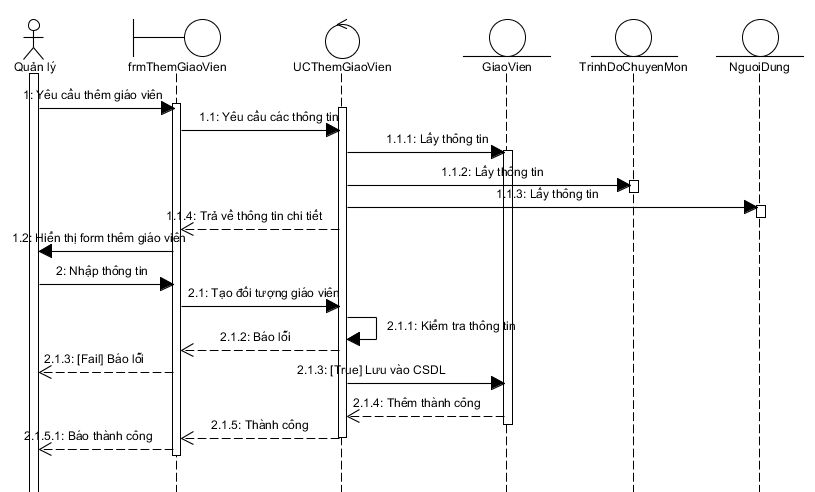 Quản lý
frmThemGiaoVien
UCThemGiaoVien
GiaoVien
TrinhDoChuyenMon
NguoiDung
1: Yêu cầu thêm giáo viên
1.1: Yêu cầu các thông tin
1.1.1: Lấy thông tin
1.1.2: Lấy thông tin
1.1.3: Lấy thông tin
1.1.4: Trả về thông tin chi tiết
1.2: Hiển thị form thêm giáo viên
2: Nhập thông tin
2.1: Tạo đối tượng giáo viên
2.1.1: Kiểm tra thông tin
2.1.2: Báo lỗi
2.1.3: [Fail] Báo lỗi
2.1.3: [True] Lưu vào CSDL
2.1.4: Thêm thành công
2.1.5: Thành công
2.1.5.1: Báo thành công